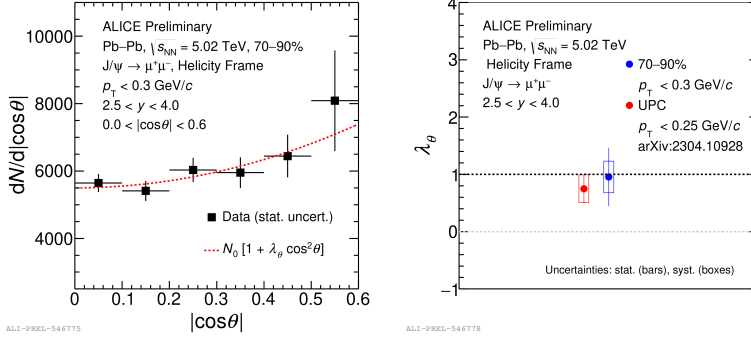 ALICE Preliminary
Pb–Pb, √sNN = 5.02 TeV, 70–90%
J/ψ → μ⁺μ⁻, Helicity Frame
pT < 0.3 GeV/c
2.5 < y < 4.0
0.0 < |cosθ| < 0.6
Data (stat. uncert.)
N0 [1 + λθ cos²θ]
dN/d|cosθ|
10000
8000
6000
4000
0
0.1
0.2
0.3
0.4
0.5
0.6
|cosθ|
ALI-PREL-546775
ALICE Preliminary
Pb–Pb, √sNN = 5.02 TeV
Helicity Frame
J/ψ → μ⁺μ⁻
2.5 < y < 4.0
70–90%
pT < 0.3 GeV/c
UPC
pT < 0.25 GeV/c
arXiv:2304.10928
λθ
4
3
2
1
0
−1
Uncertainties: stat. (bars), syst. (boxes)
ALI-PREL-546778